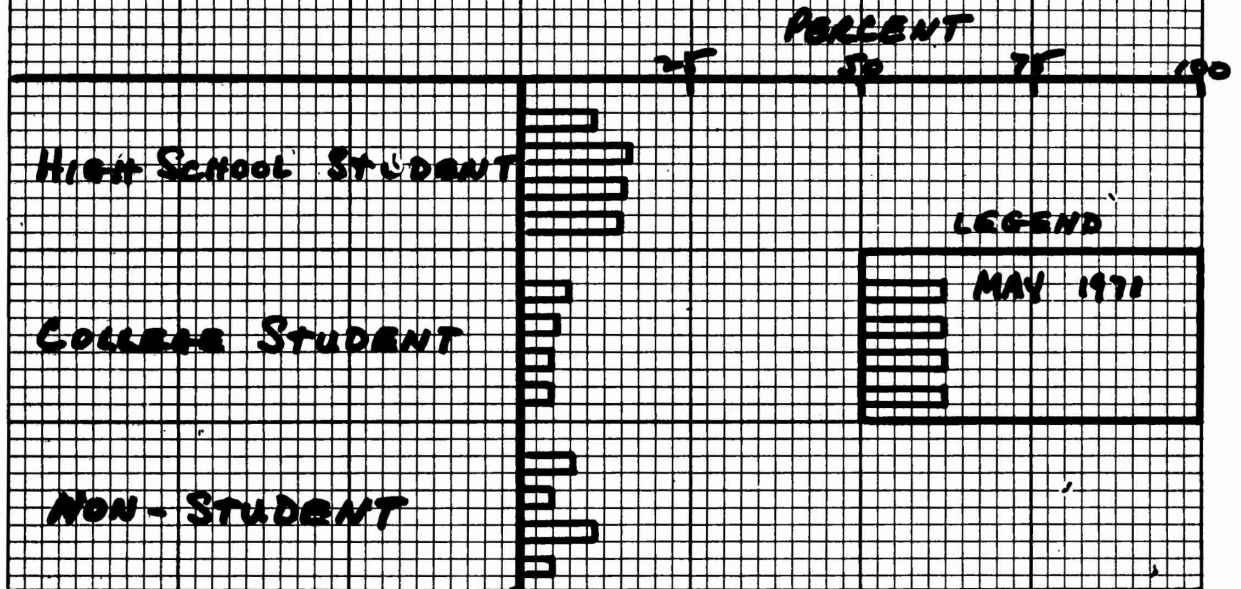 PERCENT
25 50 75 100
HIGH SCHOOL STUDENT
LEGEND
MAY 1971
COLLEGE STUDENT
NON-STUDENT